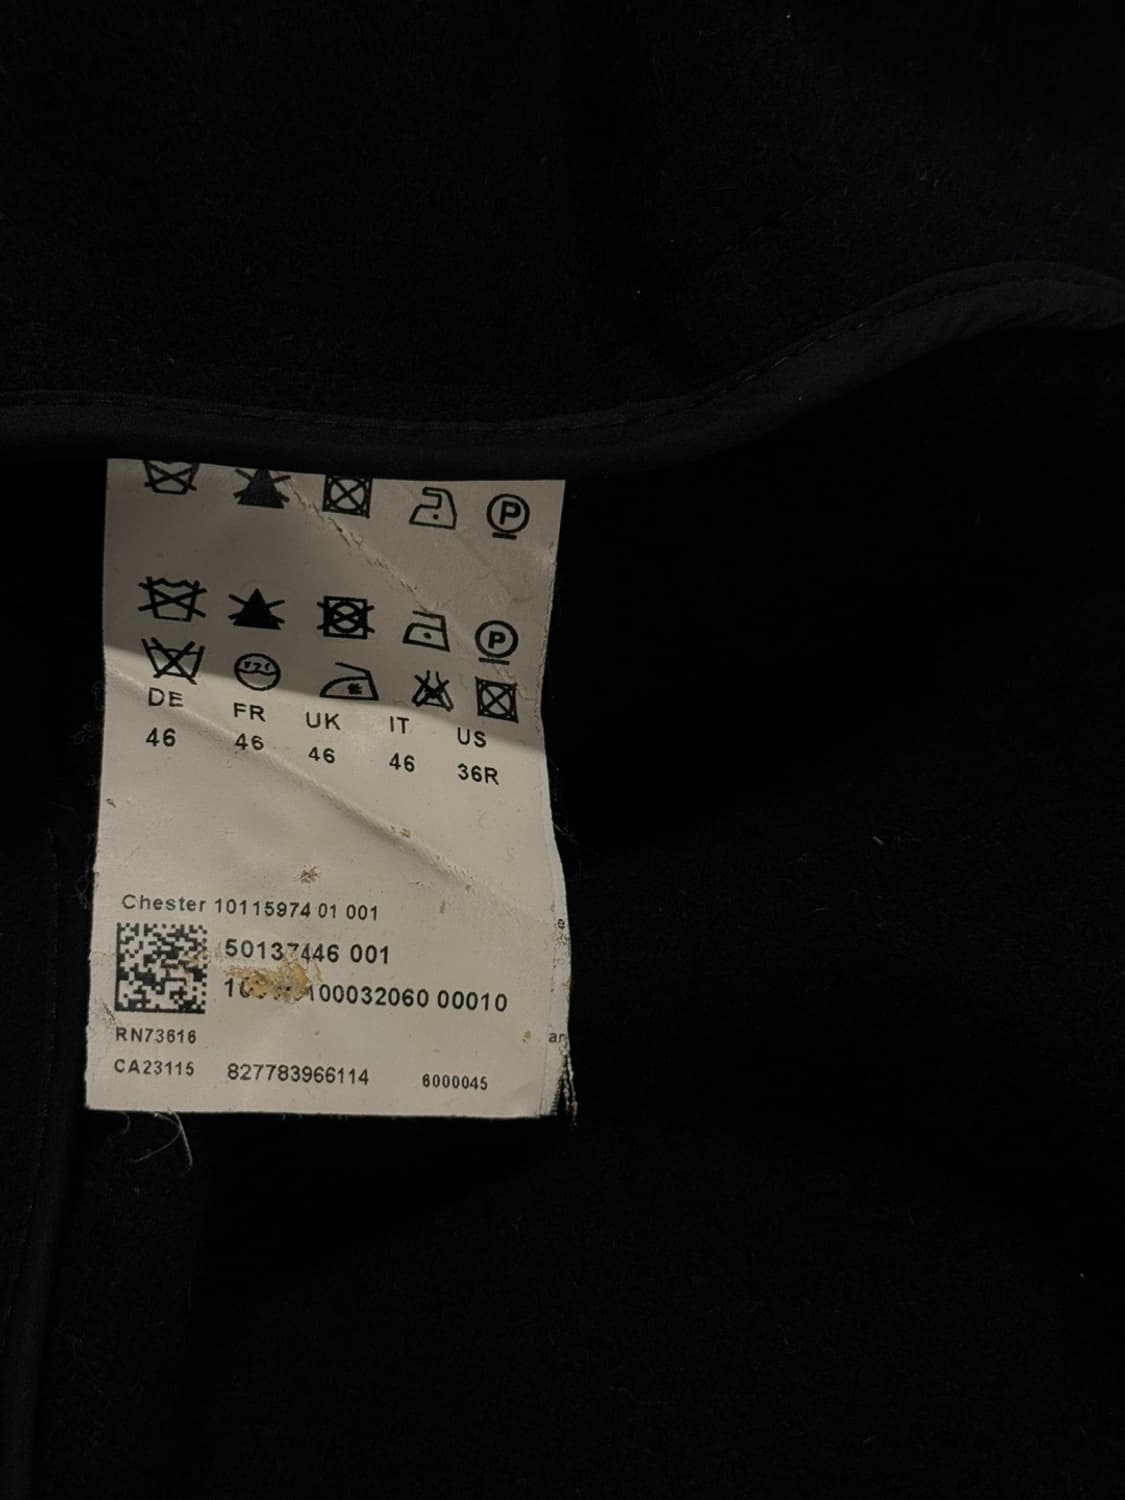 P
P
DE FR UK IT US
46 46 46 46 36R
Chester 10115974 01 001
50137446 001
00032060 00010
RN73616
CA23115 827783966114 6000045